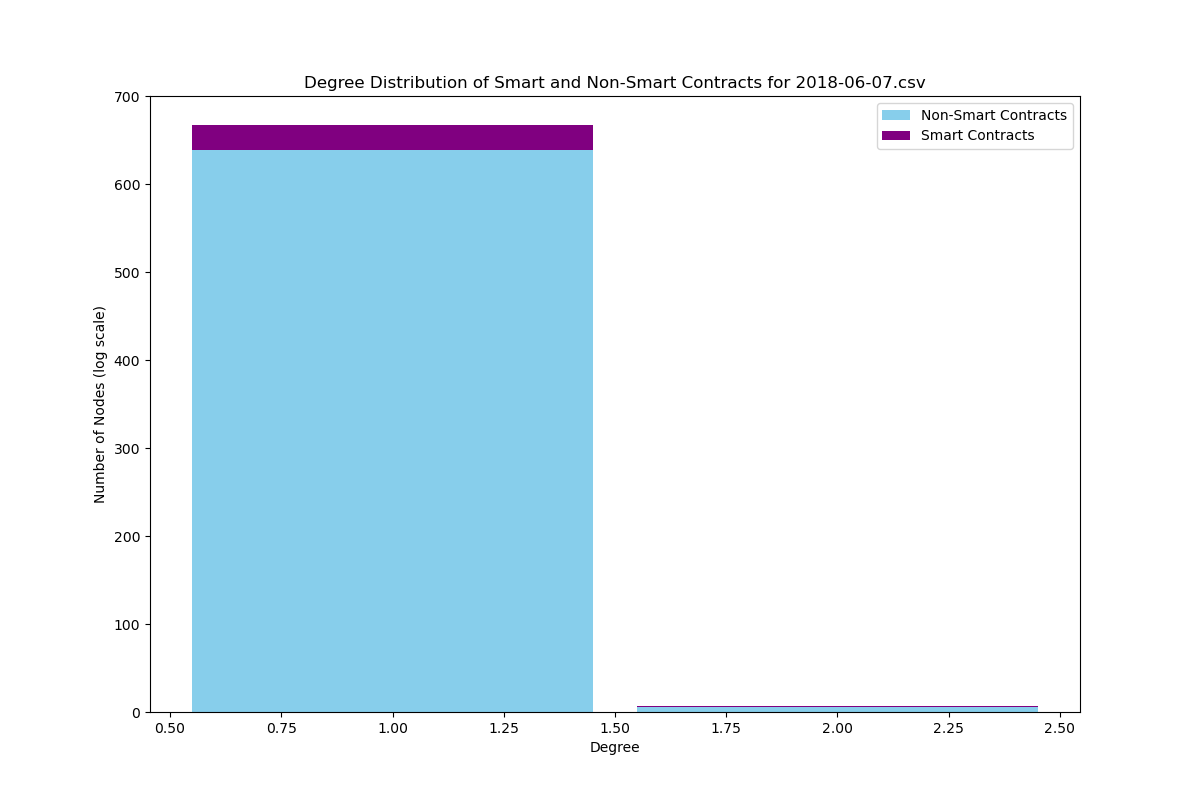 Degree Distribution of Smart and Non-Smart Contracts for 2018-06-07.csv
Non-Smart Contracts
Smart Contracts
Number of Nodes (log scale)
700
600
500
400
300
200
100
0
0.50 0.75 1.00 1.25 1.50 1.75 2.00 2.25 2.50
Degree